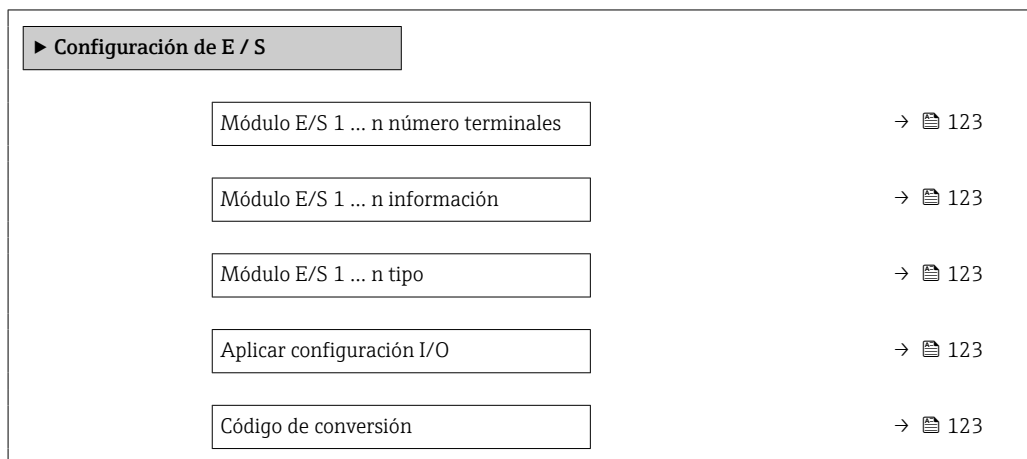 ▶ Configuración de E / S
Módulo E/S 1 ... n número terminales → 123
Módulo E/S 1 ... n información → 123
Módulo E/S 1 ... n tipo → 123
Aplicar configuración I/O → 123
Código de conversión → 123